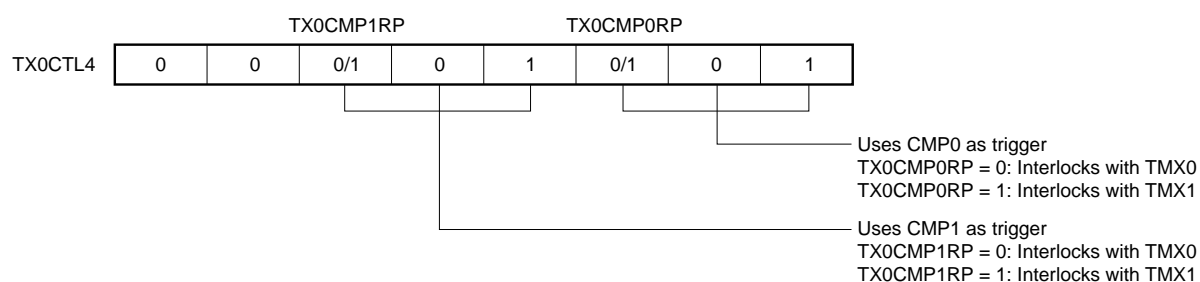 TX0CMP1RP TX0CMP0RP
TX0CTL4 0 0 0/1 0 1 0/1 0 1
Uses CMP0 as trigger
TX0CMP0RP = 0: Interlocks with TMX0
TX0CMP0RP = 1: Interlocks with TMX1
Uses CMP1 as trigger
TX0CMP1RP = 0: Interlocks with TMX0
TX0CMP1RP = 1: Interlocks with TMX1